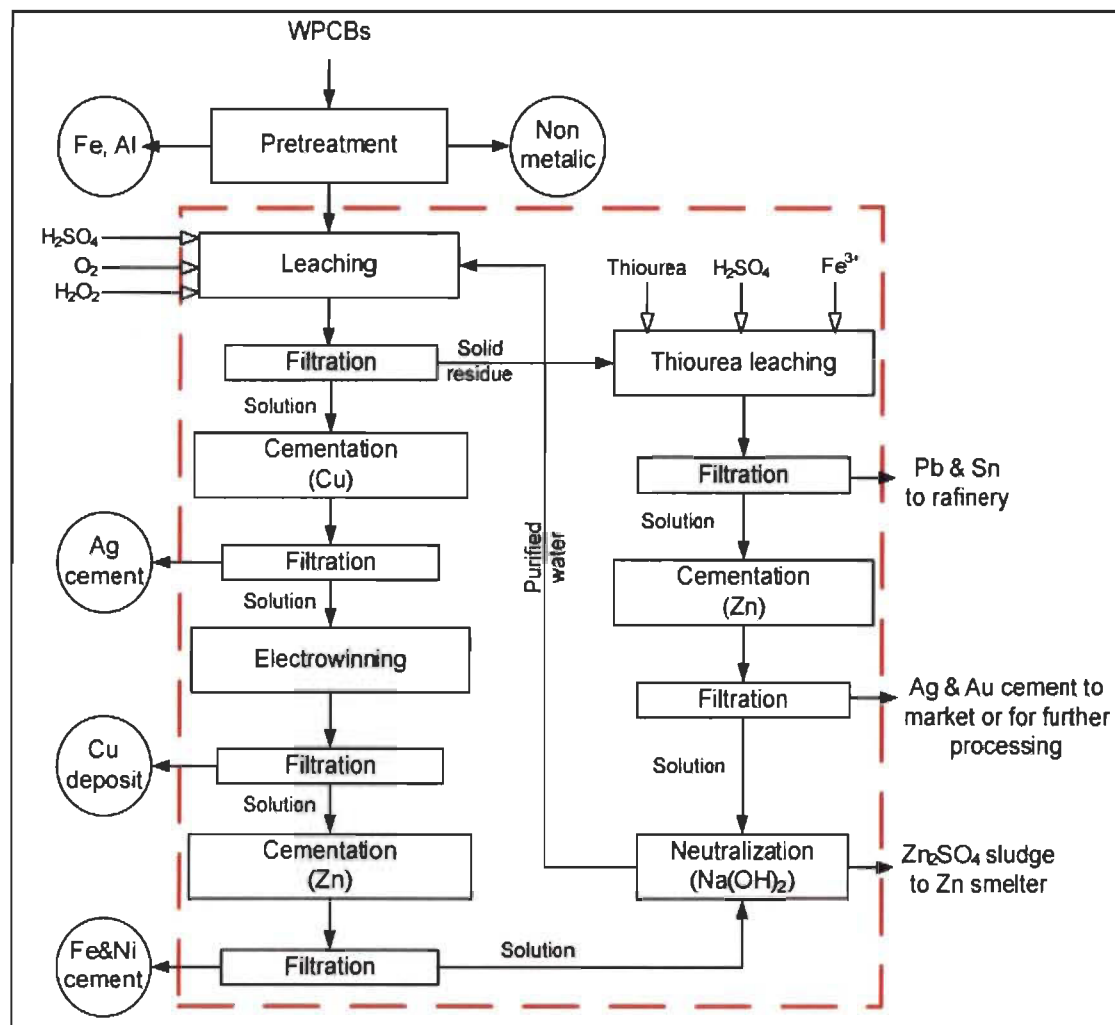 WPCBs
Fe, Al
Pretreatment
Non
metalic
H₂SO₄
O₂
H₂O₂
Leaching
Thiourea
H₂SO₄
Fe³⁺
Filtration
Solid
residue
Thiourea leaching
Solution
Cementation
(Cu)
Filtration
Pb & Sn
to rafinery
Solution
Purified
water
Ag
cement
Filtration
Cementation
(Zn)
Solution
Electrowinning
Filtration
Ag & Au cement to
market or for further
processing
Cu
deposit
Filtration
Solution
Solution
Cementation
(Zn)
Neutralization
(Na(OH)₂)
Zn₂SO₄ sludge
to Zn smelter
Fe&Ni
cement
Filtration
Solution